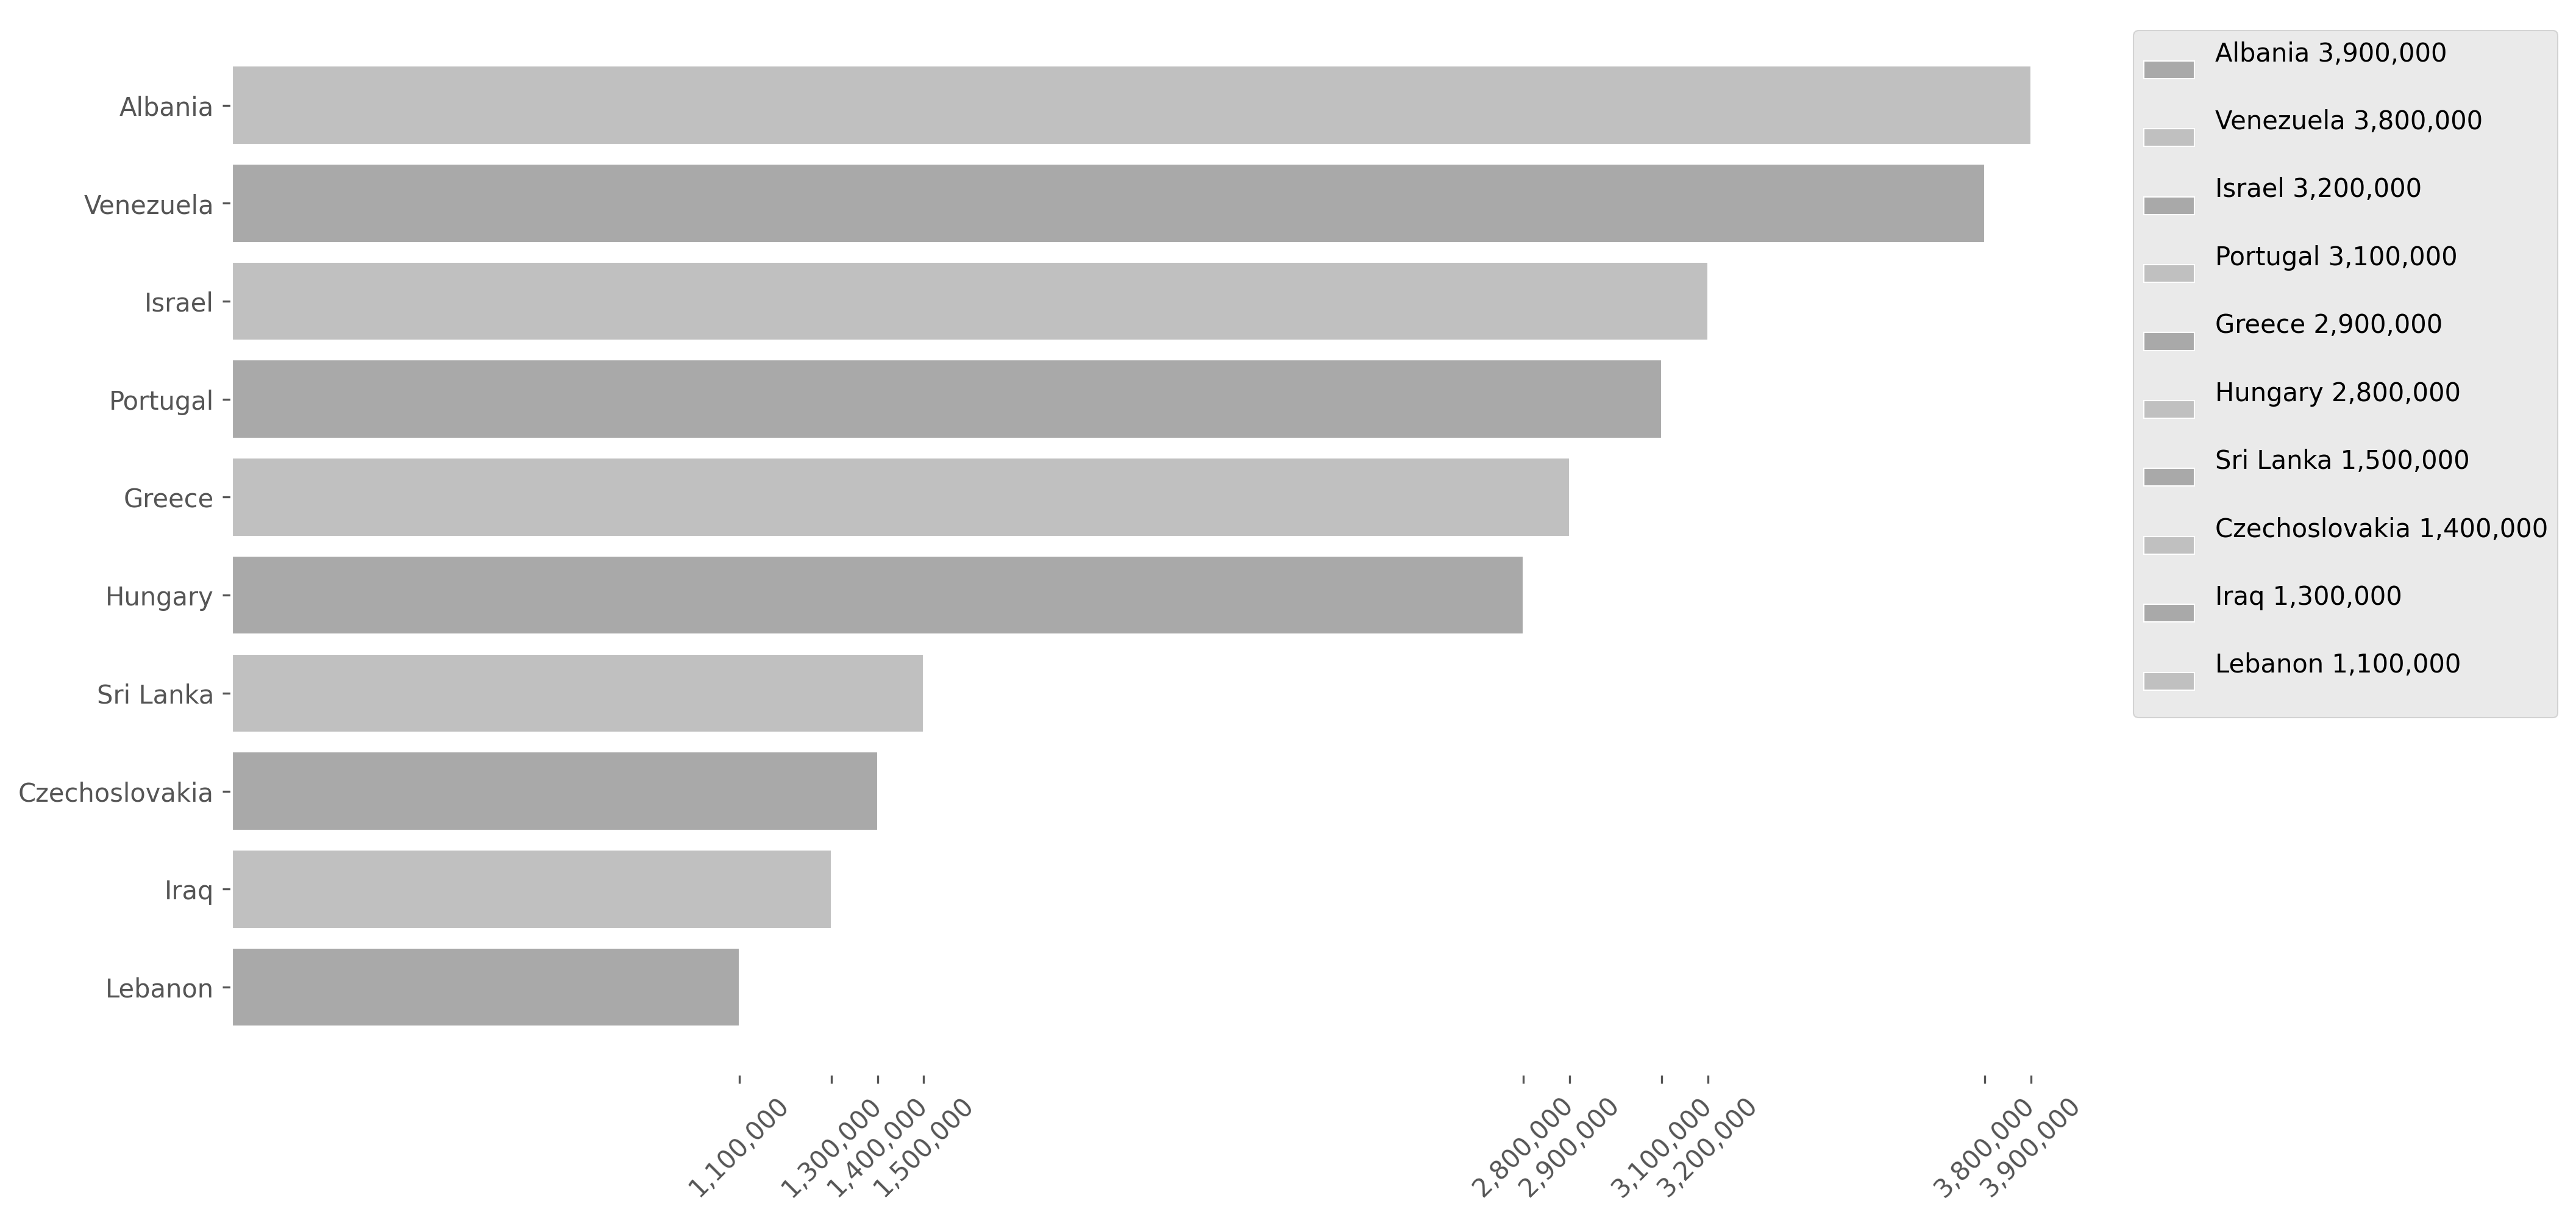 Albania
Venezuela
Israel
Portugal
Greece
Hungary
Sri Lanka
Czechoslovakia
Iraq
Lebanon
1,100,000
1,300,000
1,400,000
1,500,000
2,800,000
2,900,000
3,100,000
3,200,000
3,800,000
3,900,000
Albania 3,900,000
Venezuela 3,800,000
Israel 3,200,000
Portugal 3,100,000
Greece 2,900,000
Hungary 2,800,000
Sri Lanka 1,500,000
Czechoslovakia 1,400,000
Iraq 1,300,000
Lebanon 1,100,000